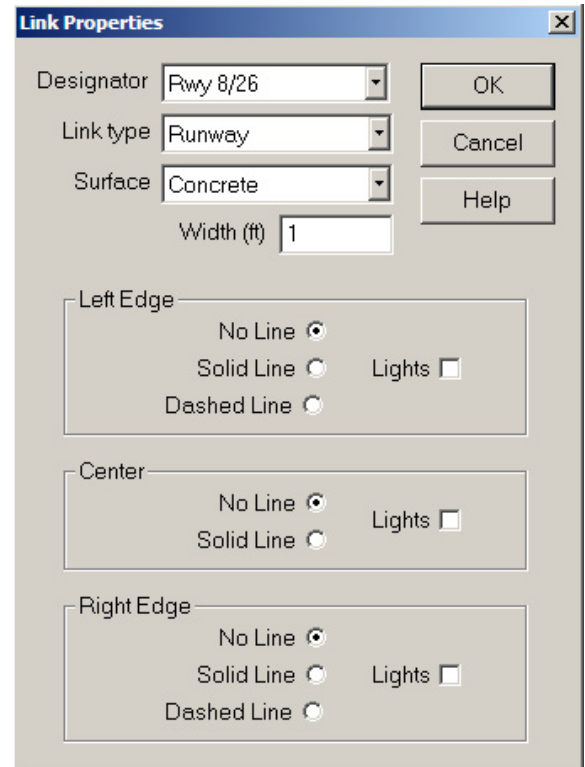 Link Properties
Designator Rwy 8/26 OK
Link type Runway Cancel
Surface Concrete Help
Width (ft) 1
Left Edge
No Line
Solid Line Lights
Dashed Line
Center
No Line
Lights
Solid Line
Right Edge
No Line
Solid Line Lights
Dashed Line